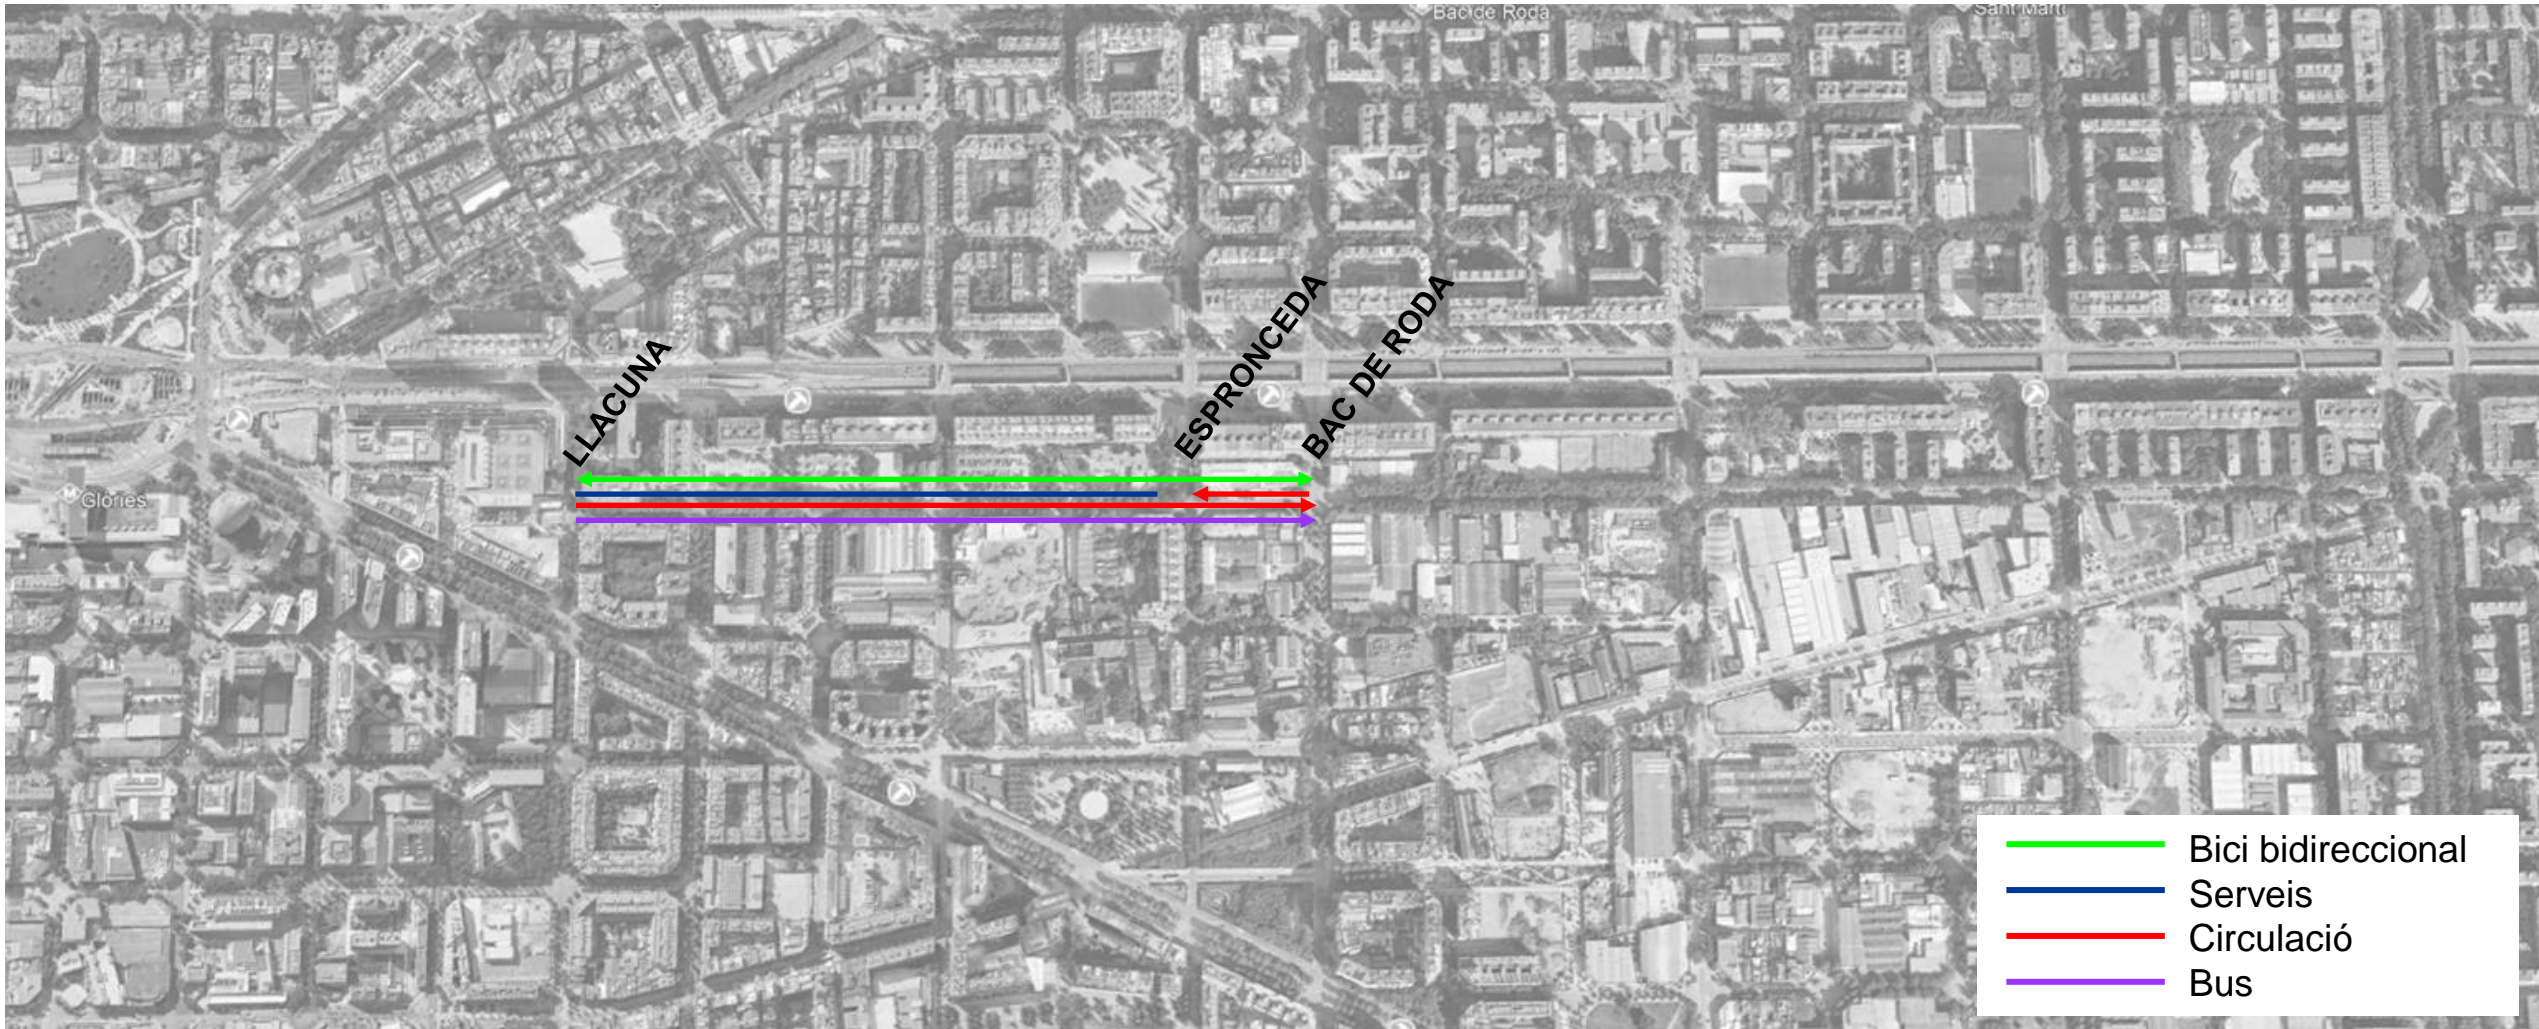 Bac de Roda
Sant Martí
LLACUNA
ESPRONCEDA
BAC DE RODA
Glòries
Bici bidireccional
Serveis
Circulació
Bus